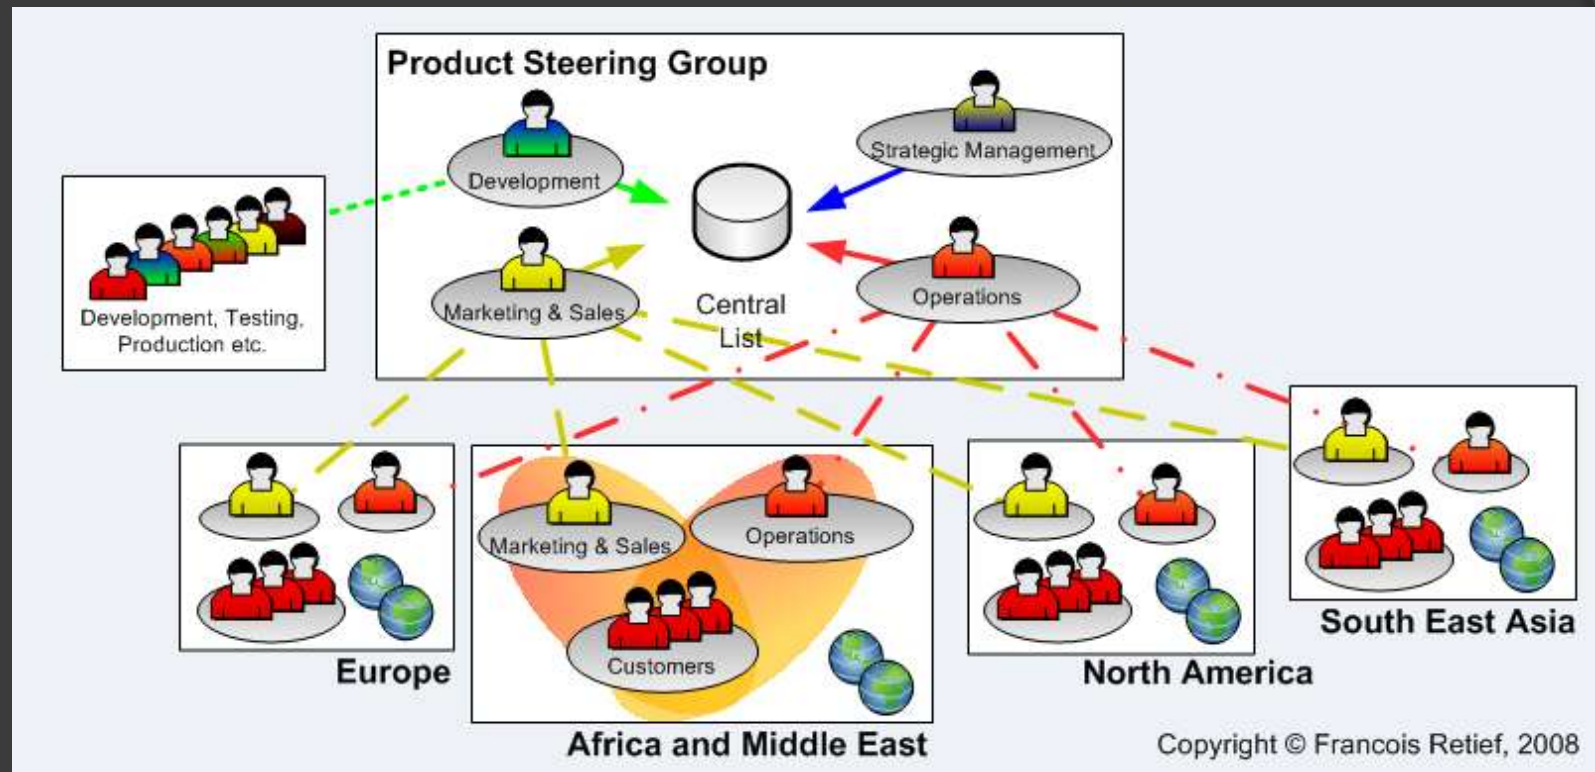 Product Steering Group
Development
Strategic Management
Marketing & Sales
Central
List
Operations
Development, Testing,
Production etc.
Marketing & Sales
Operations
Customers
Europe
Africa and Middle East
North America
South East Asia
Copyright © Francois Retief, 2008